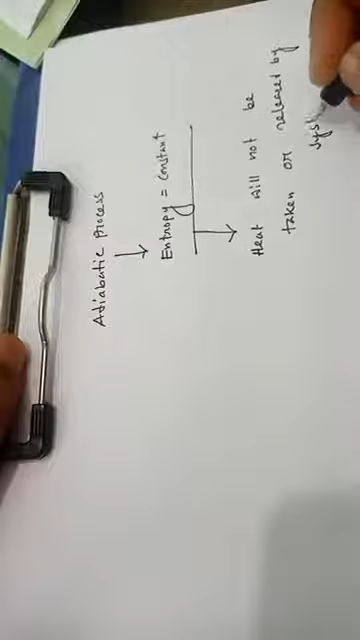 Adiabatic Process
Entropy = Constant
Heat will not be
taken or released by
syst